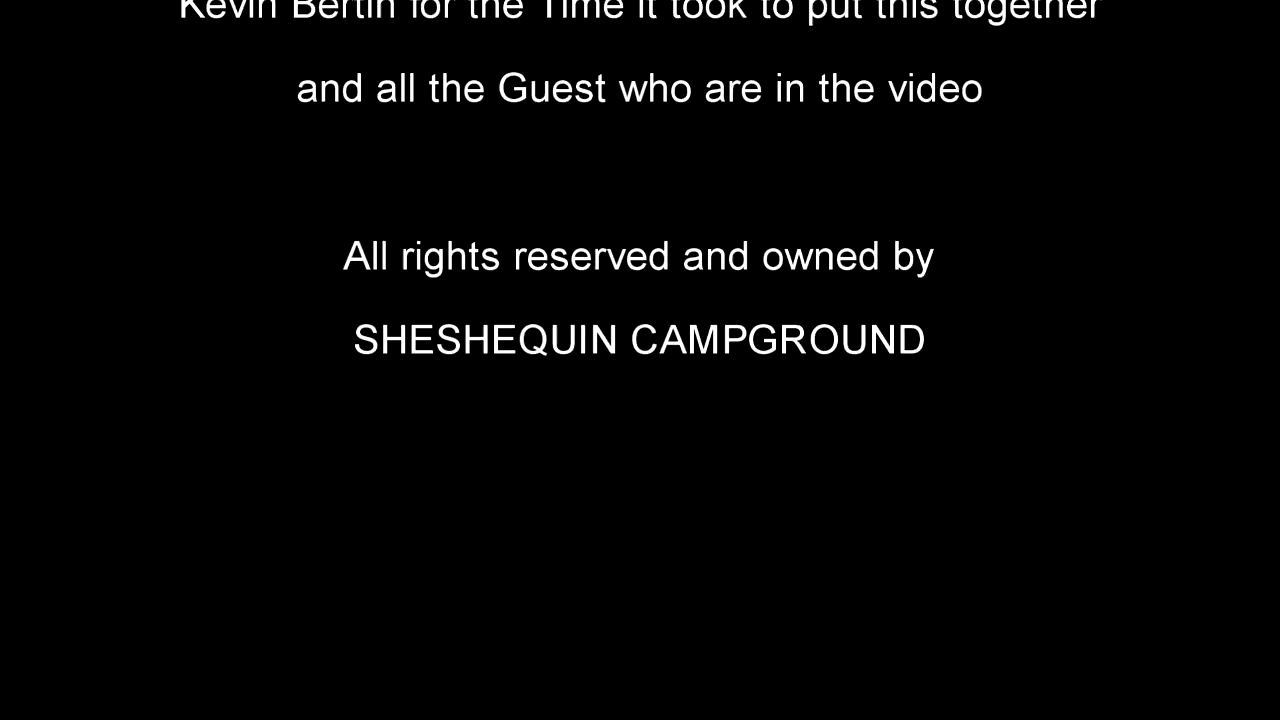 Kevin Bertin for the Time it took to put this together
and all the Guest who are in the video
All rights reserved and owned by
SHESHEQUIN CAMPGROUND